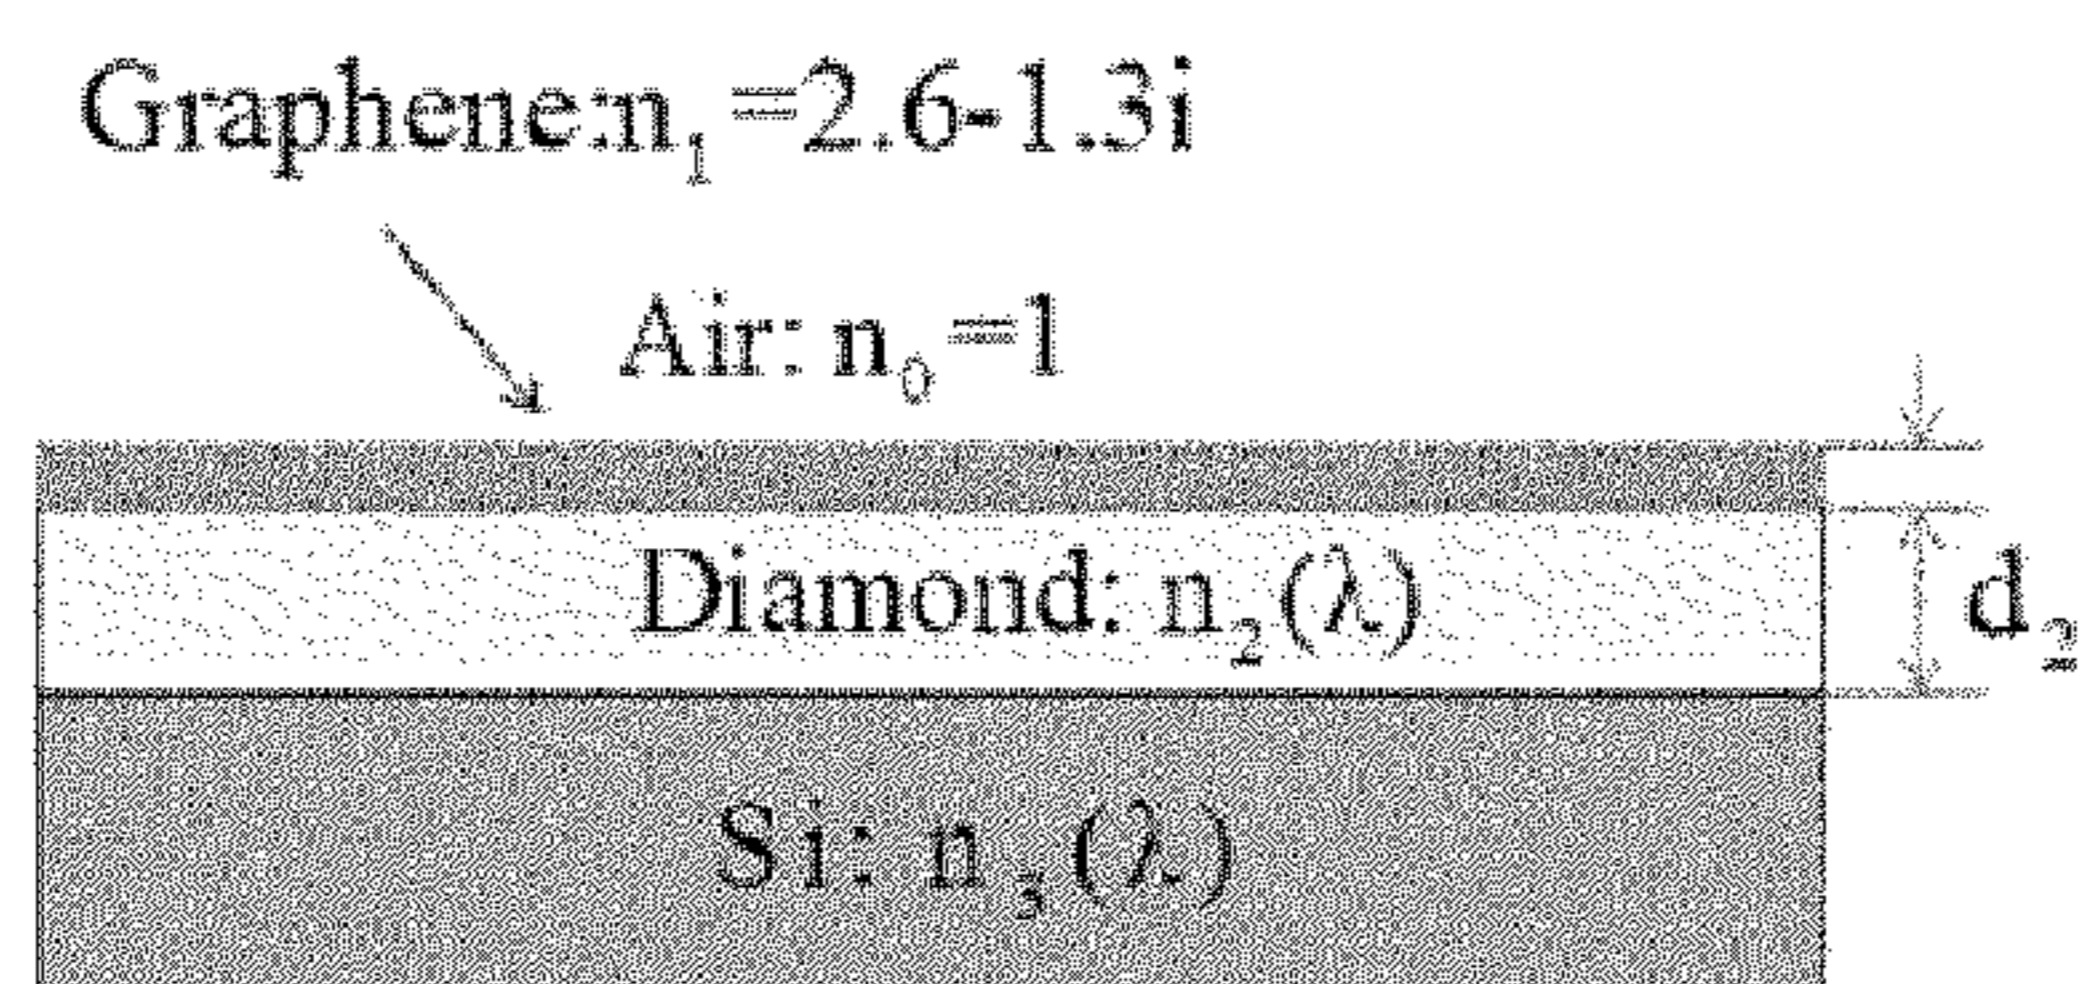 Graphene:n₁=2.6-1.3i
Air: n₀=1
Diamond: n₂(λ)
d₂
Si: n₃(λ)